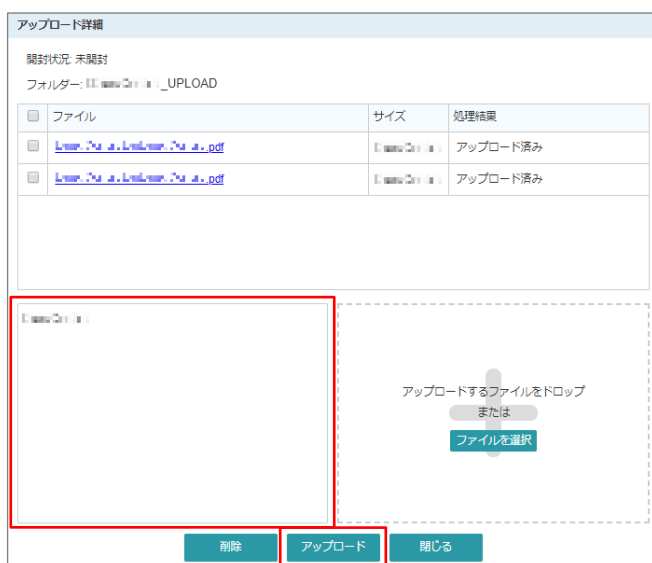 アップロード詳細
開封状況: 未開封
フォルダー: _UPLOAD
ファイル サイズ 処理結果
.pdf アップロード済み
.pdf アップロード済み
アップロードするファイルをドロップ
または
ファイルを選択
削除 アップロード 閉じる